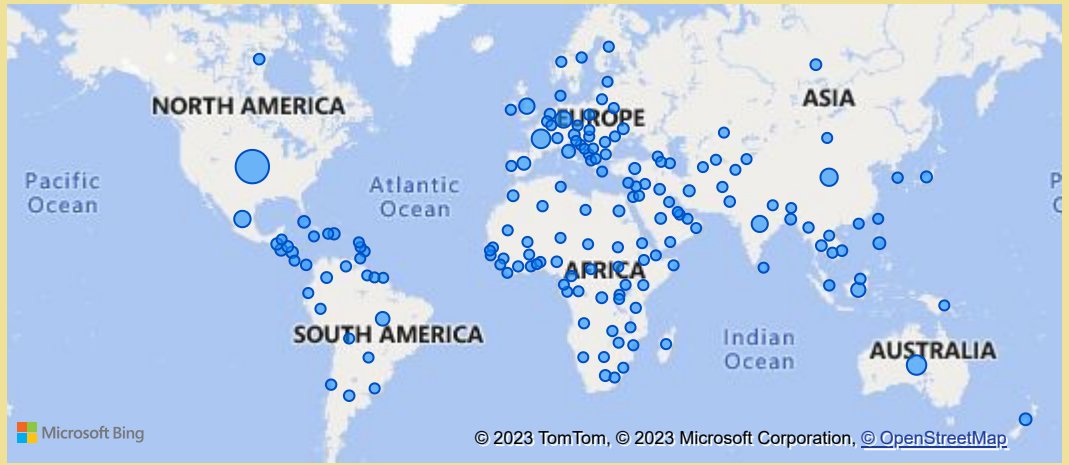 NORTH AMERICA
ASIA
EUROPE
Pacific
Ocean
Atlantic
Ocean
P
AFRICA
SOUTH AMERICA
Indian
Ocean
AUSTRALIA
Microsoft Bing
© 2023 TomTom, © 2023 Microsoft Corporation, © OpenStreetMap